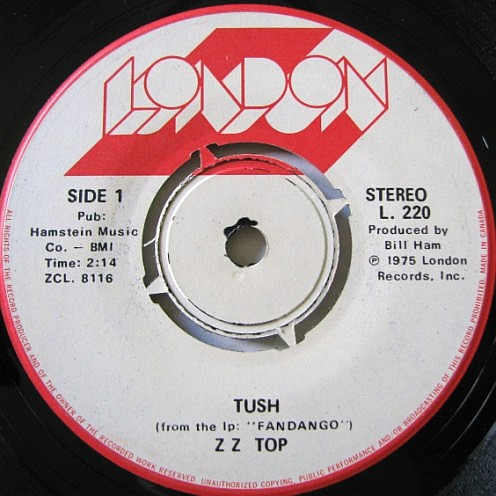 LONDON
SIDE 1
Pub:
Hamstein Music
Co. - BMI
Time: 2:14
ZCL. 8116
STEREO
L. 220
Produced by
Bill Ham
℗ 1975 London
Records, Inc.
TUSH
(from the lp: "FANDANGO")
Z Z TOP
ALL RIGHTS OF THE RECORD PRODUCER AND OF THE OWNER OF THE RECORDED WORK RESERVED. UNAUTHORIZED COPYING, PUBLIC PERFORMANCE AND/OR BROADCASTING OF THIS RECORD PROHIBITED. MADE IN CANADA